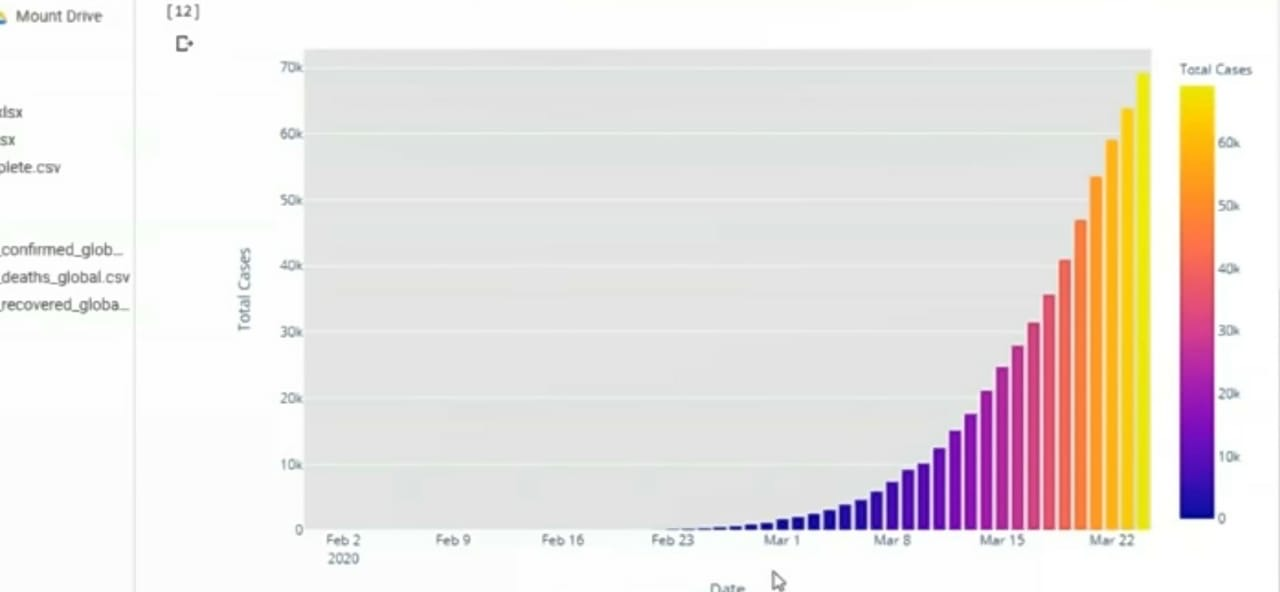 Mount Drive
[12]
xlsx
sx
plete.csv
_confirmed_glob...
_deaths_global.csv
_recovered_globa...
Total Cases
70k
60k
50k
40k
30k
20k
10k
0
Feb 2
2020
Feb 9
Feb 16
Feb 23
Mar 1
Mar 8
Mar 15
Mar 22
Date
Total Cases
60k
50k
40k
30k
20k
10k
0